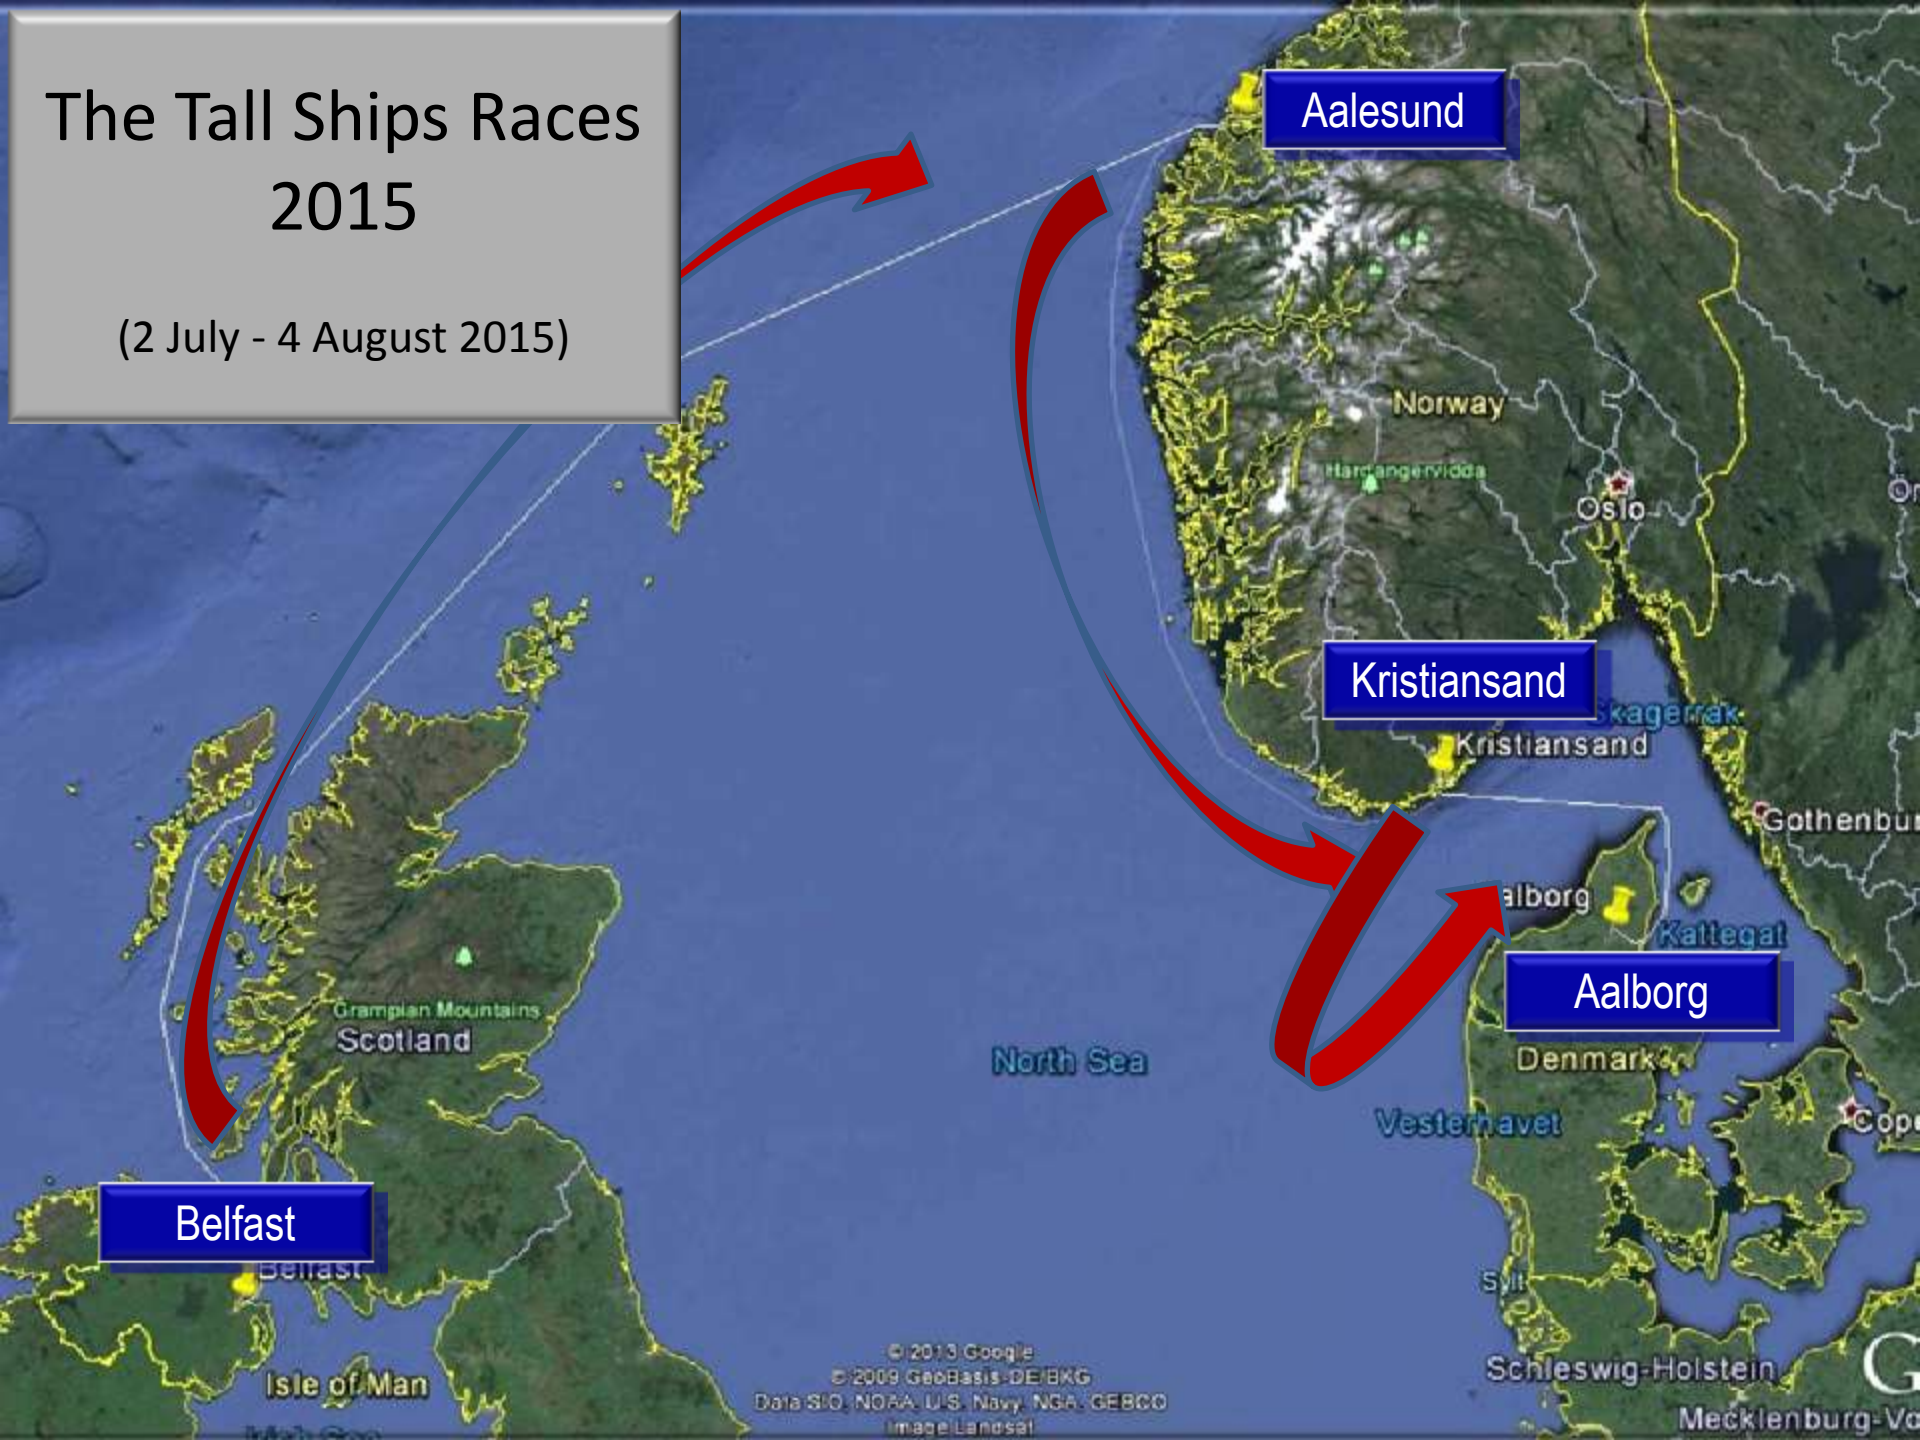 The Tall Ships Races
2015
(2 July - 4 August 2015)
Aalesund
Norway
Hardangervidda
Oslo
Kristiansand
Skagerrak
Kristiansand
Gothenbur
alborg
Kattegat
Aalborg
Grampian Mountains
Scotland
North Sea
Denmark
Vesterhavet
Cope
Belfast
Belfast
Sylt
Isle of Man
Schleswig-Holstein
G
Mecklenburg-Vo
© 2013 Google
© 2009 GeoBasis-DE/BKG
Data SIO, NOAA, U.S. Navy, NGA, GEBCO
Image Landsat